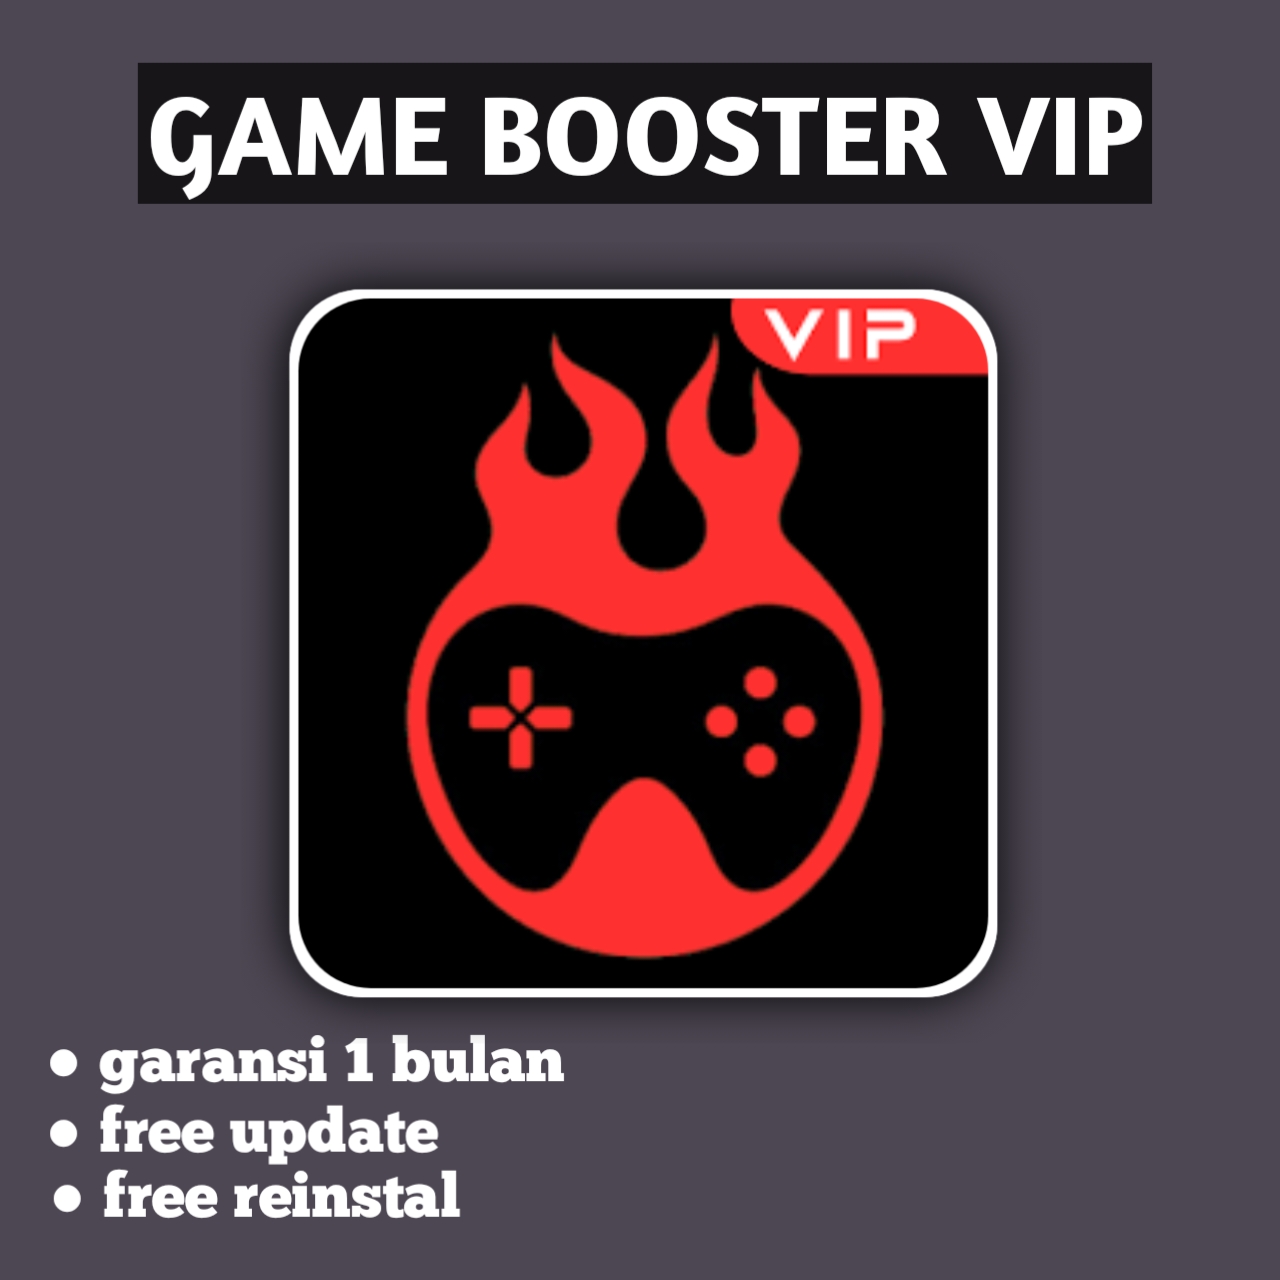 GAME BOOSTER VIP
VIP
• garansi 1 bulan
• free update
• free reinstal